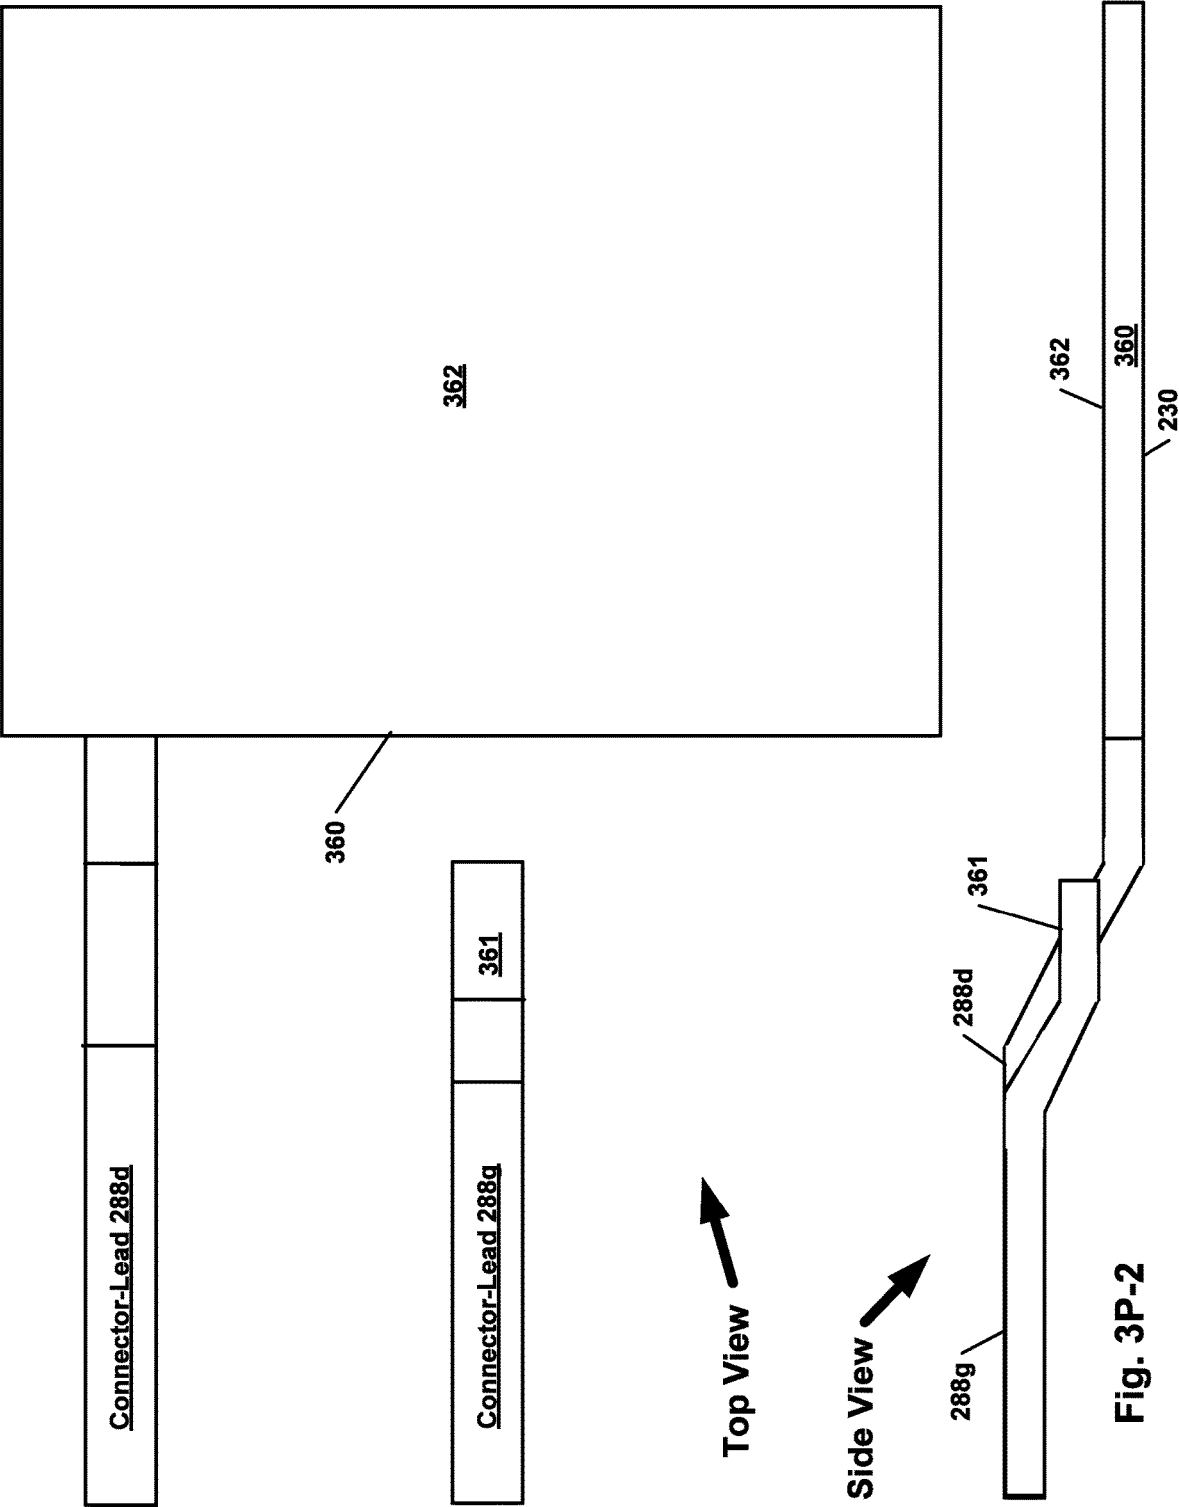 Connector-Lead 288d
362
360
Connector-Lead 288g
361
Top View
Side View
288g
288d
361
362
360
230
Fig. 3P-2